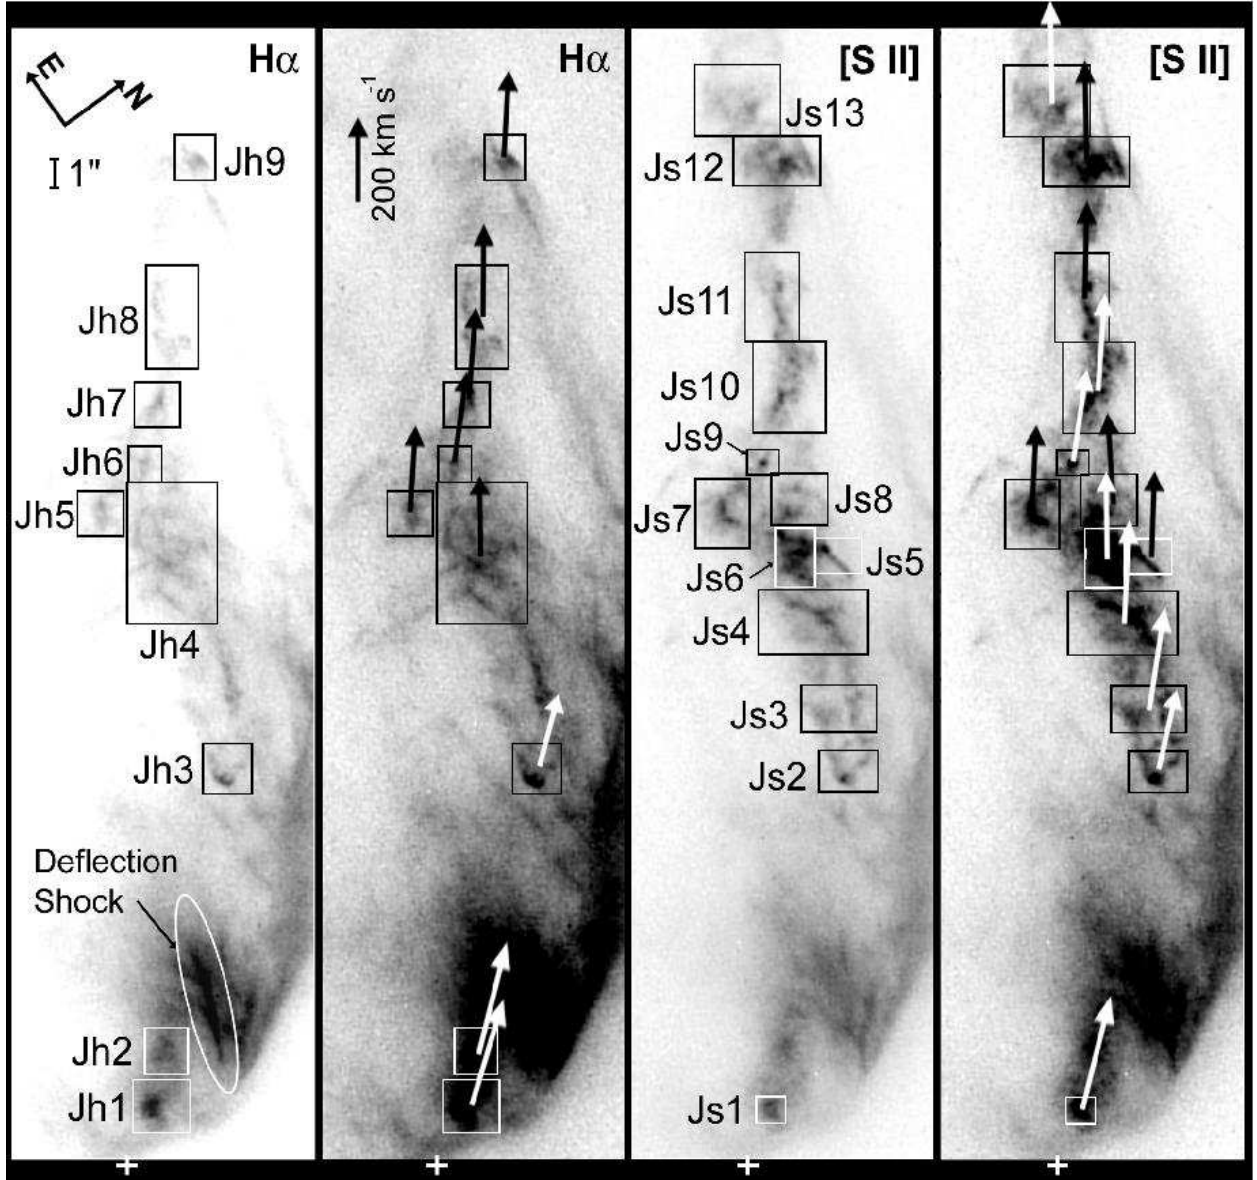 Hα
E
N
1"
Jh9
Jh8
Jh7
Jh6
Jh5
Jh4
Jh3
Deflection
Shock
Jh2
Jh1
Hα
200 km s⁻¹
[S II]
Js13
Js12
Js11
Js10
Js9
Js8
Js7
Js6
Js5
Js4
Js3
Js2
Js1
[S II]